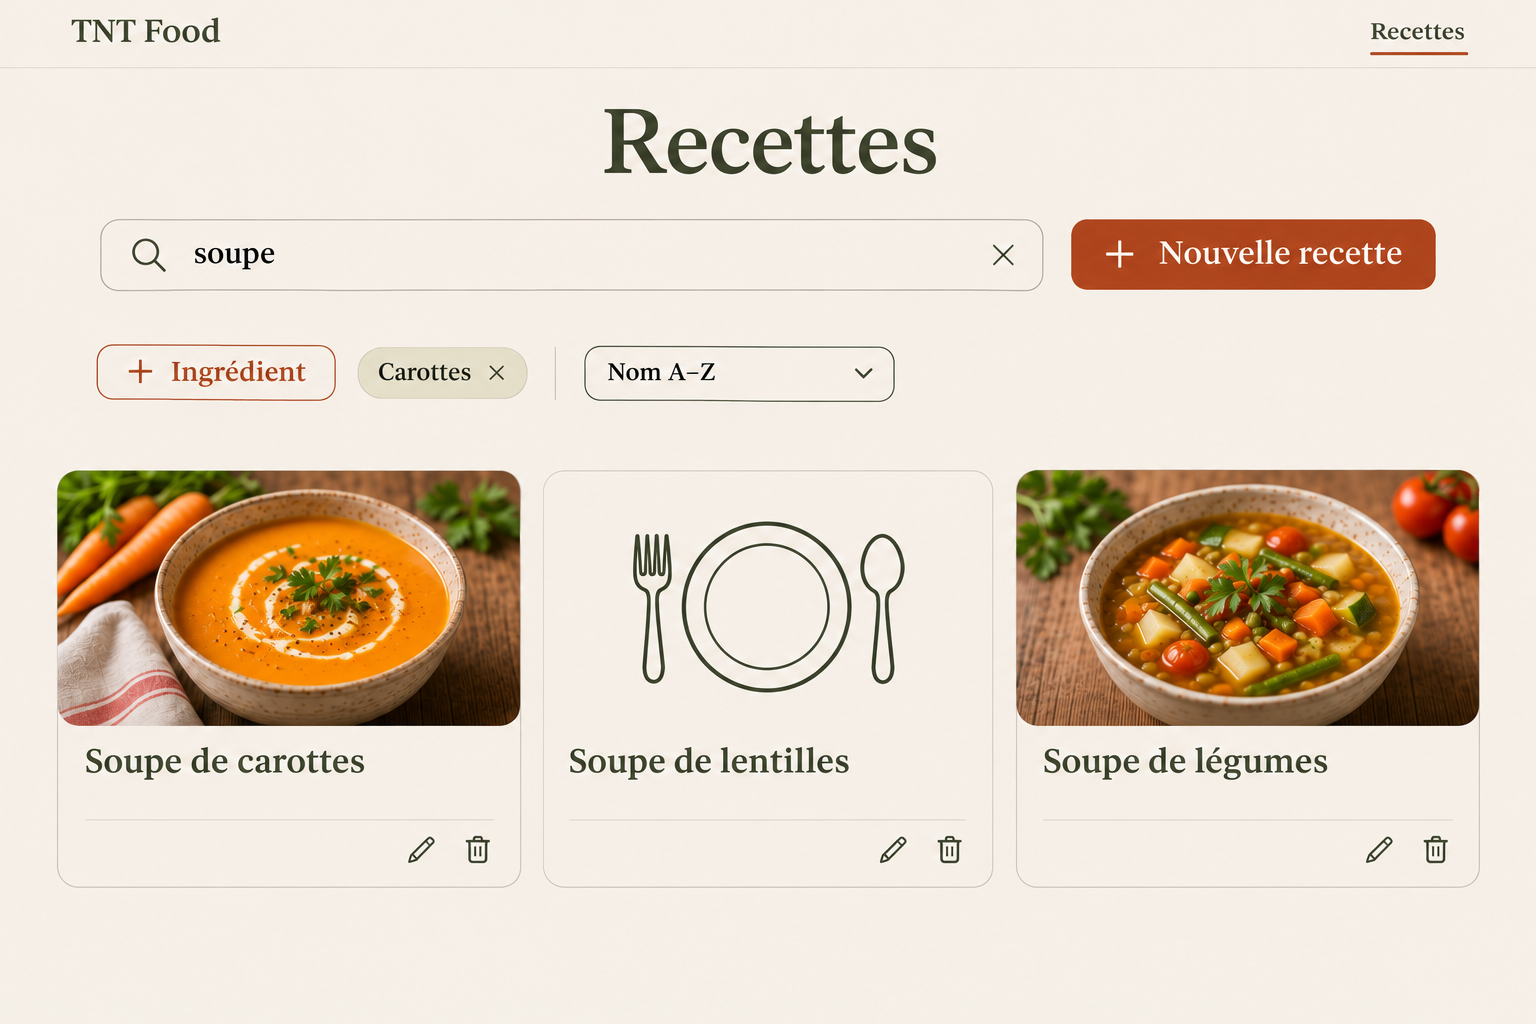 TNT Food
Recettes
Recettes
soupe
Nouvelle recette
Ingrédient
Carottes
Nom A–Z
Soupe de carottes
Soupe de lentilles
Soupe de légumes